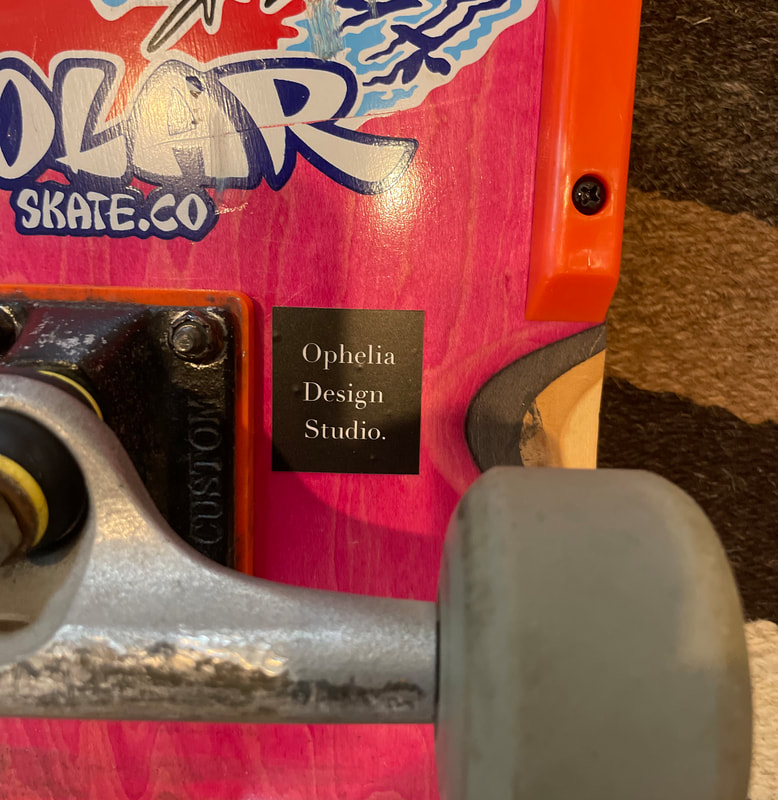 OLAR
SKATE.CO
Ophelia
Design
Studio.
CUSTOM